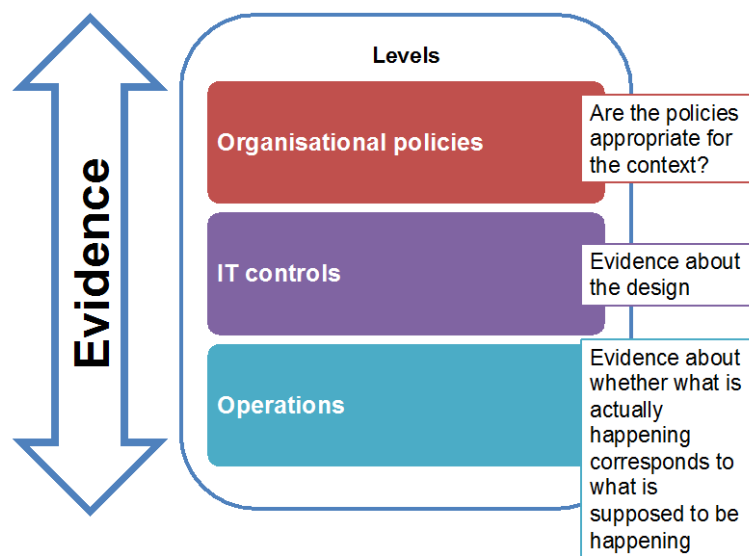 Evidence
Levels
Organisational policies
Are the policies
appropriate for
the context?
IT controls
Evidence about
the design
Operations
Evidence about
whether what is
actually
happening
corresponds to
what is
supposed to be
happening